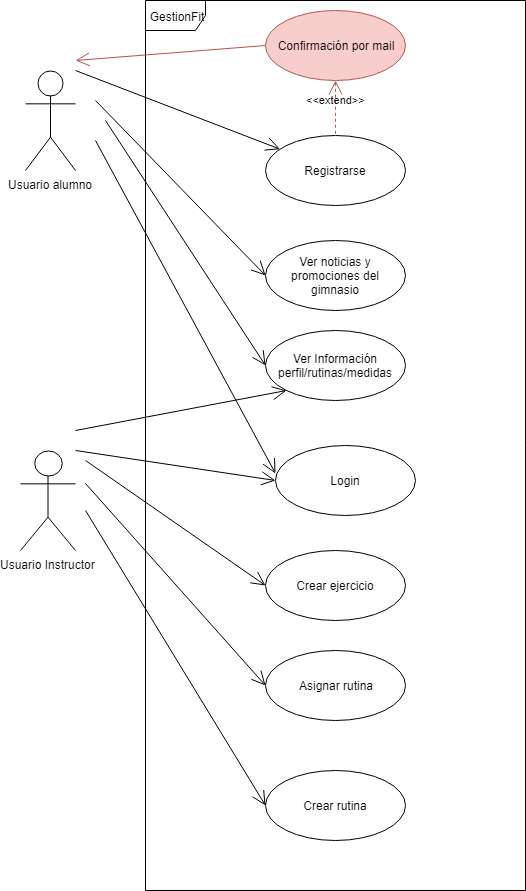 GestionFit
Confirmación por mail
<<extend>>
Registrarse
Usuario alumno
Ver noticias y
promociones del
gimnasio
Ver Información
perfil/rutinas/medidas
Login
Usuario Instructor
Crear ejercicio
Asignar rutina
Crear rutina